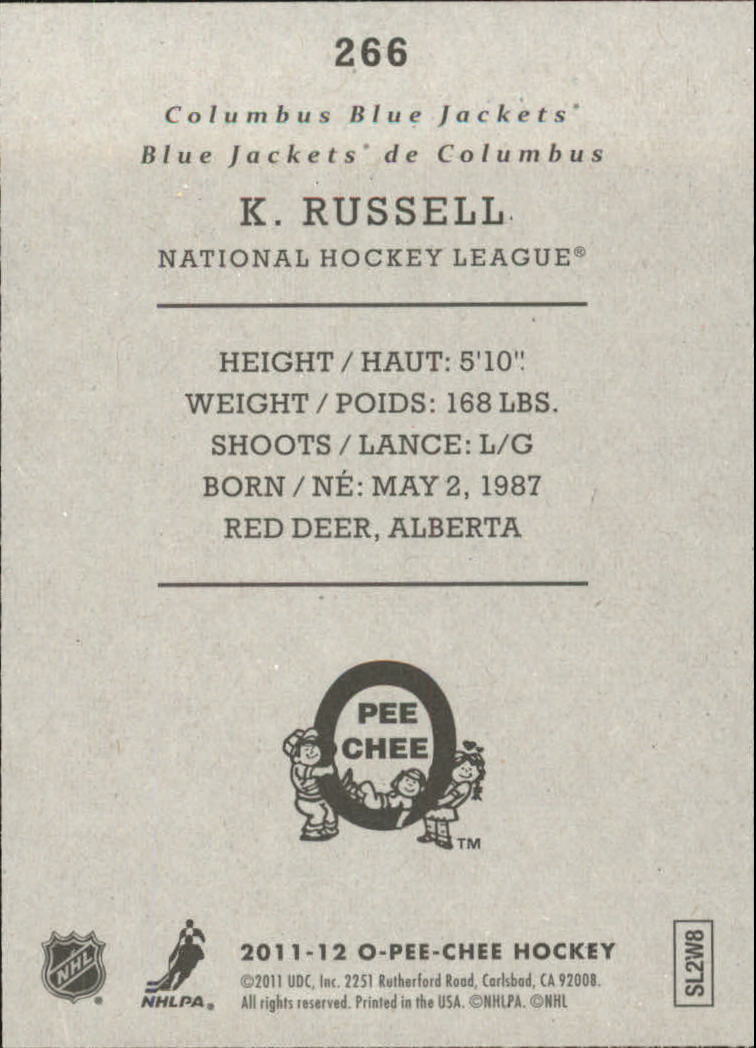 266
Columbus Blue Jackets®
Blue Jackets® de Columbus
K. RUSSELL
NATIONAL HOCKEY LEAGUE®
HEIGHT / HAUT: 5'10"
WEIGHT / POIDS: 168 LBS.
SHOOTS / LANCE: L/G
BORN / NÉ: MAY 2, 1987
RED DEER, ALBERTA
O
PEE
CHEE
TM
NHL
®
NHLPA®
2011-12 O-PEE-CHEE HOCKEY
©2011 UDC, Inc. 2251 Rutherford Road, Carlsbad, CA 92008.
All rights reserved. Printed in the USA. ©NHLPA. ©NHL
SL2W8